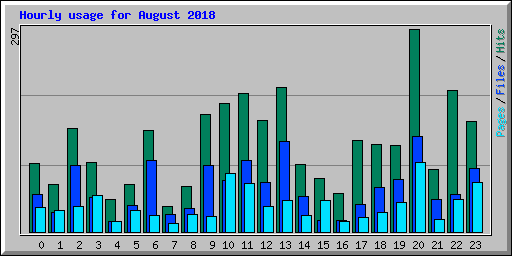 Hourly usage for August 2018
297
Pages/Files/Hits
0 1 2 3 4 5 6 7 8 9 10 11 12 13 14 15 16 17 18 19 20 21 22 23